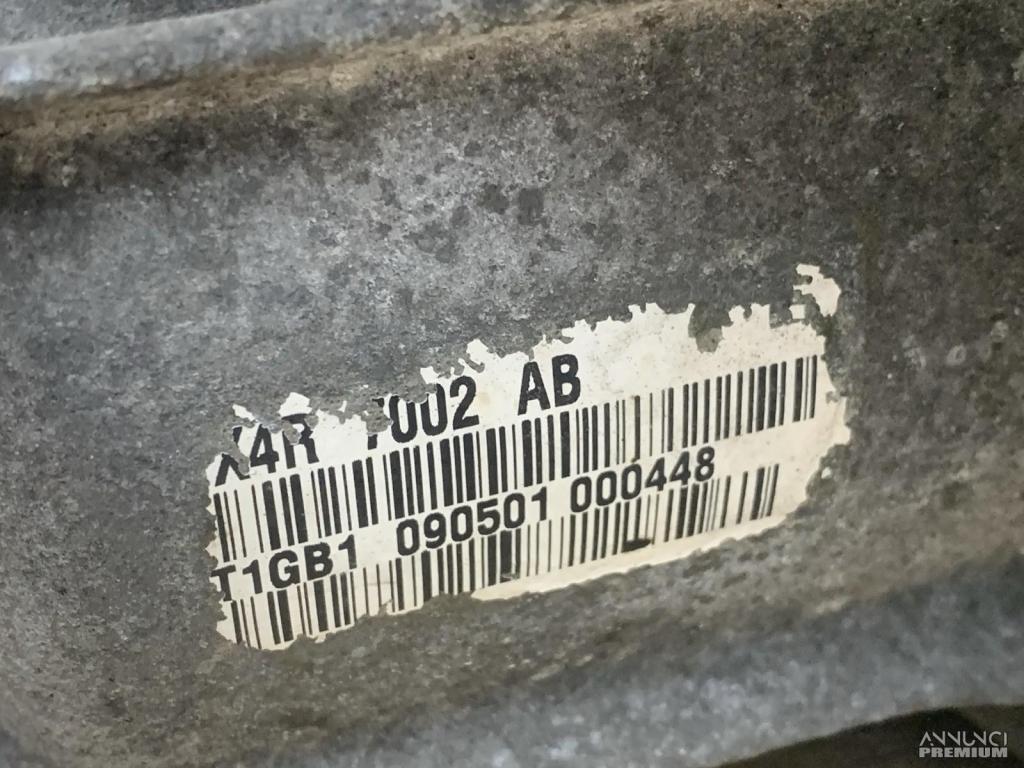 X4R 7002 AB
T1GB1 090501 000448
ANNUNCI
PREMIUM